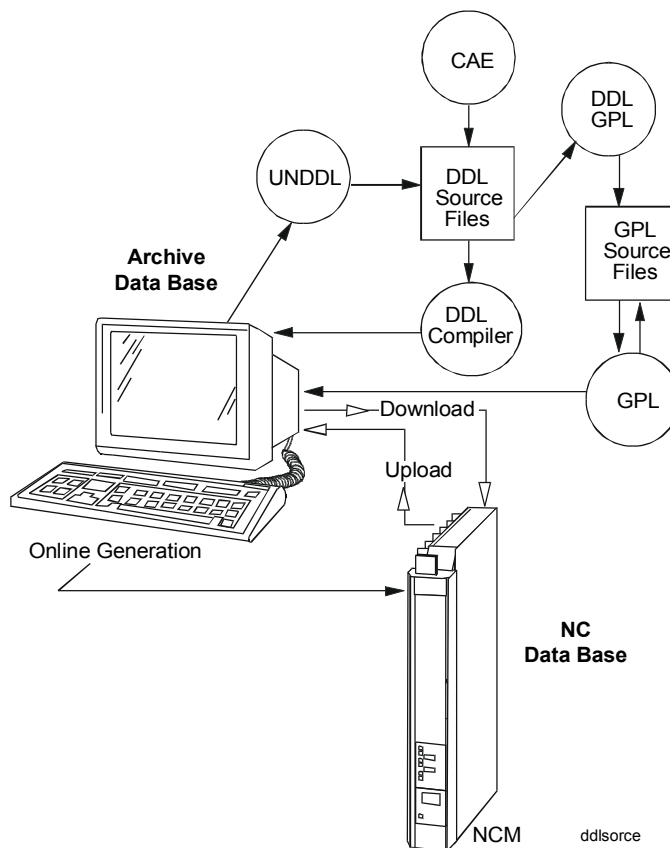 CAE
DDL
GPL
UNDDL
DDL
Source
Files
GPL
Source
Files
Archive
Data Base
DDL
Compiler
GPL
Download
Upload
Online Generation
NC
Data Base
NCM
ddlsorce